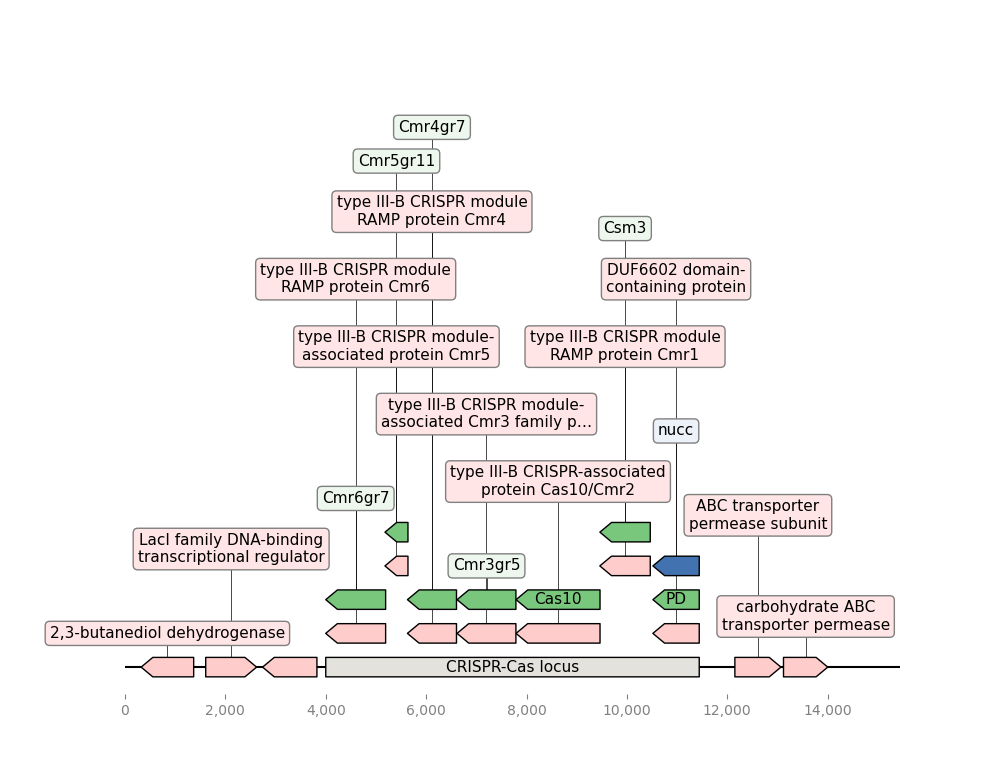 Cmr4gr7
Cmr5gr11
type III-B CRISPR module
RAMP protein Cmr4
Csm3
type III-B CRISPR module
RAMP protein Cmr6
DUF6602 domain-
containing protein
type III-B CRISPR module-
associated protein Cmr5
type III-B CRISPR module
RAMP protein Cmr1
type III-B CRISPR module-
associated Cmr3 family p...
nucc
type III-B CRISPR-associated
protein Cas10/Cmr2
Cmr6gr7
ABC transporter
permease subunit
LacI family DNA-binding
transcriptional regulator
Cmr3gr5
Cas10
PD
carbohydrate ABC
transporter permease
2,3-butanediol dehydrogenase
CRISPR-Cas locus
0 2,000 4,000 6,000 8,000 10,000 12,000 14,000